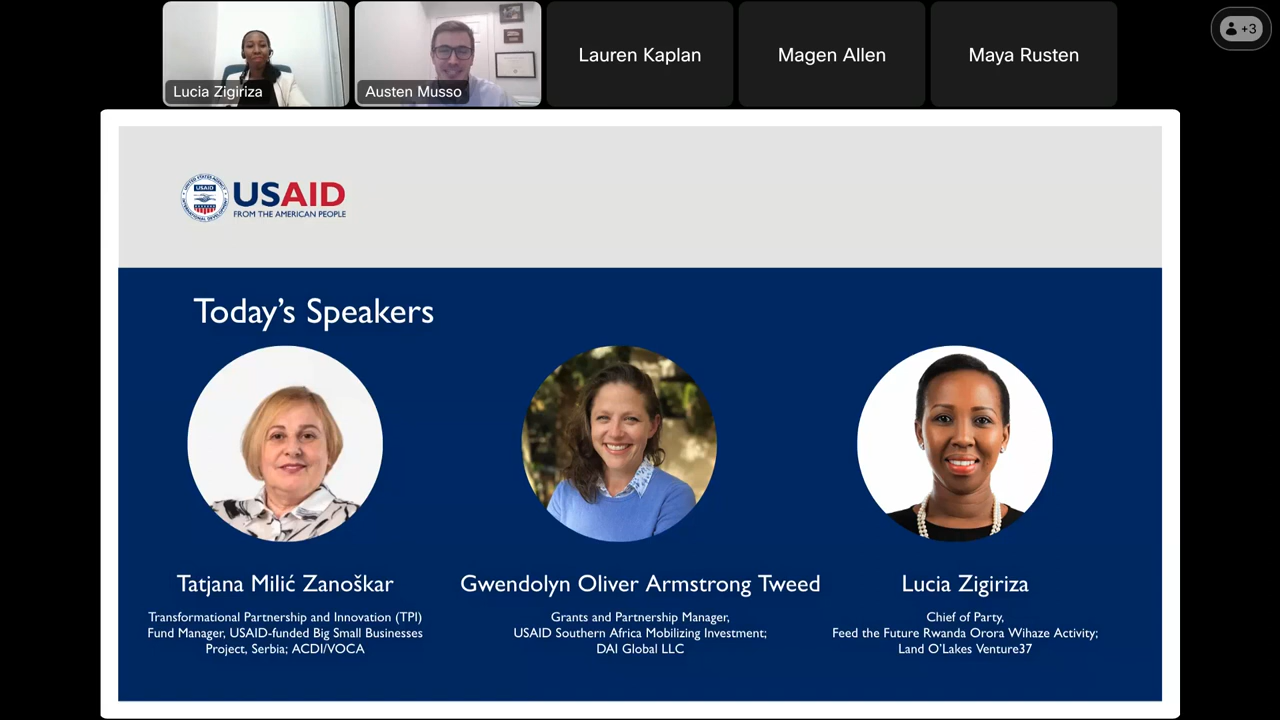 Lucia Zigiriza
Austen Musso
Lauren Kaplan
Magen Allen
Maya Rusten
+3
USAID
FROM THE AMERICAN PEOPLE
Today's Speakers
Tatjana Milić Zanoškar
Transformational Partnership and Innovation (TPI)
Fund Manager, USAID-funded Big Small Businesses
Project, Serbia; ACDI/VOCA
Gwendolyn Oliver Armstrong Tweed
Grants and Partnership Manager,
USAID Southern Africa Mobilizing Investment;
DAI Global LLC
Lucia Zigiriza
Chief of Party,
Feed the Future Rwanda Orora Wihaze Activity;
Land O'Lakes Venture37